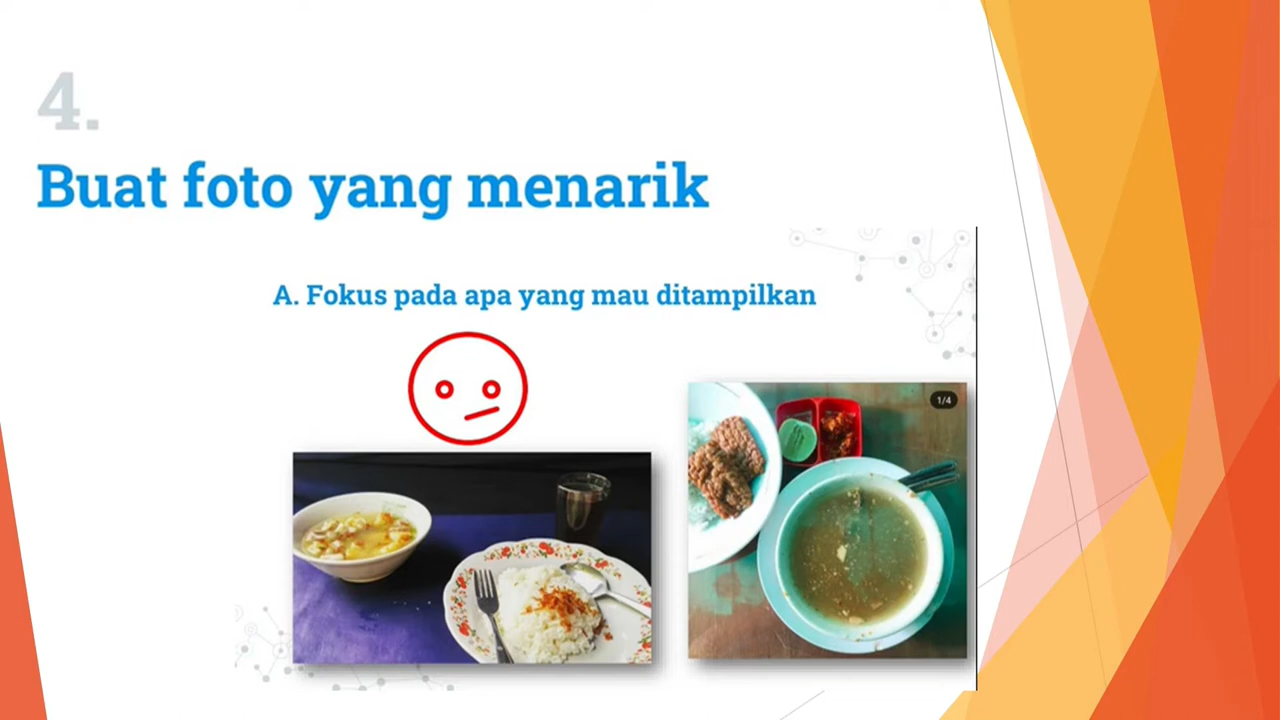 4.
Buat foto yang menarik
A. Fokus pada apa yang mau ditampilkan
1/4